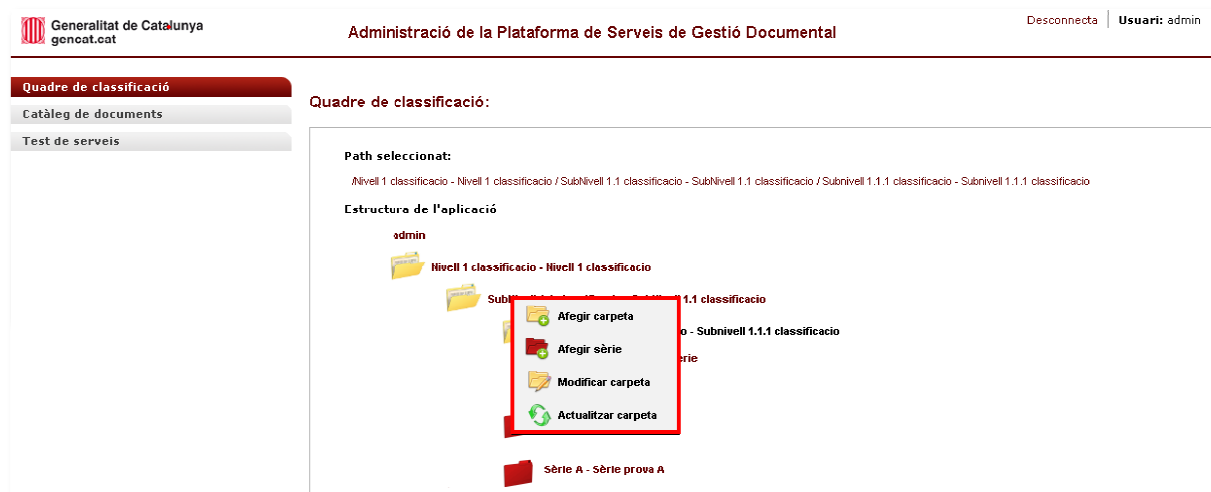 Generalitat de Catalunya
gencat.cat
Administració de la Plataforma de Serveis de Gestió Documental
Desconnecta Usuari: admin
Quadre de classificació
Catàleg de documents
Test de serveis
Quadre de classificació:
Path seleccionat:
/Nivell 1 classificacio - Nivell 1 classificacio / SubNivell 1.1 classificacio - SubNivell 1.1 classificacio / Subnivell 1.1.1 classificacio - Subnivell 1.1.1 classificacio
Estructura de l'aplicació
admin
Nivell 1 classificacio - Nivell 1 classificacio
1.1 classificacio
Afegir carpeta
- Subnivell 1.1.1 classificacio
Afegir sèrie
Modificar carpeta
Actualitzar carpeta
Sèrie A - Sèrie prova A